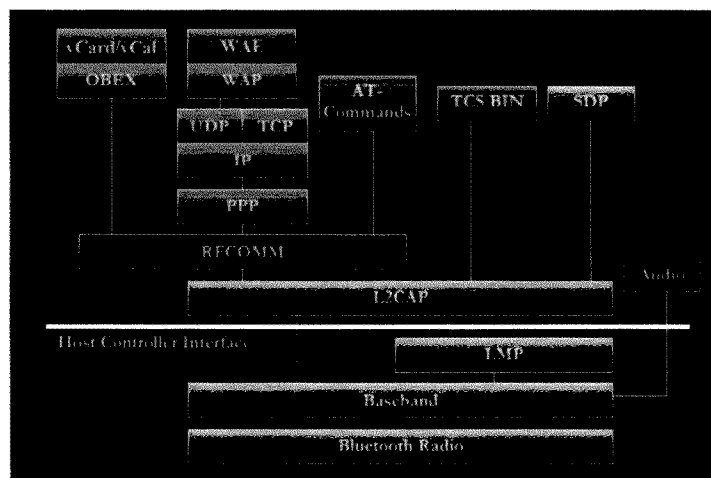 vCard/vCal
WAE
OBEX
WAP
AT-
Commands
TCS BIN
SDP
UDP
TCP
IP
PPP
RFCOMM
Audio
L2CAP
Host Controller Interface
LMP
Baseband
Bluetooth Radio